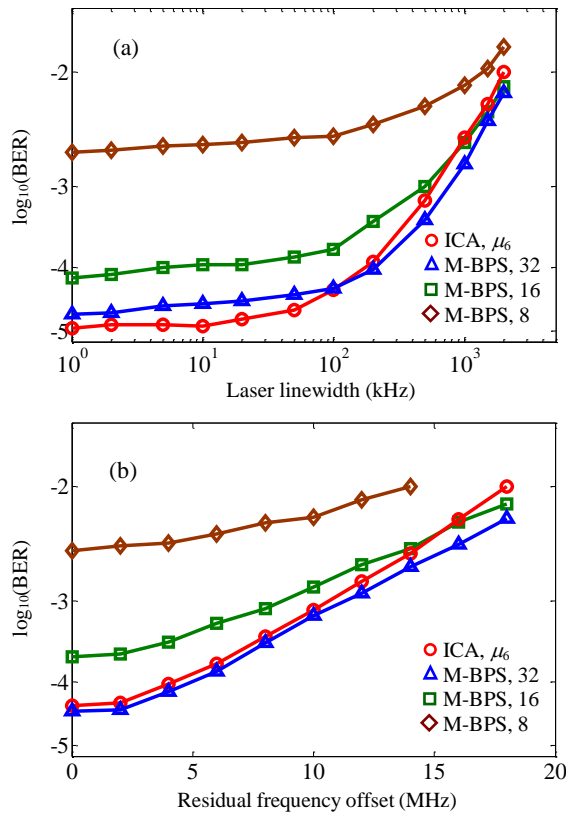 (a)
-2
-3
-4
-5
log10(BER)
ICA, μ6
M-BPS, 32
M-BPS, 16
M-BPS, 8
10^0 10^1 10^2 10^3
Laser linewidth (kHz)
(b)
-2
-3
-4
-5
log10(BER)
ICA, μ6
M-BPS, 32
M-BPS, 16
M-BPS, 8
0 5 10 15 20
Residual frequency offset (MHz)